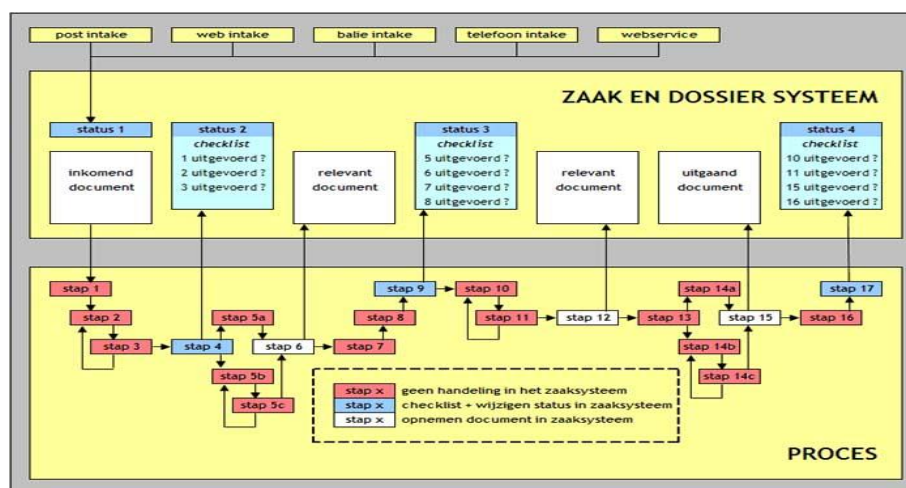 post intake
web intake
balie intake
telefoon intake
webservice
ZAAK EN DOSSIER SYSTEEM
status 1
status 2
checklist
1 uitgevoerd ?
2 uitgevoerd ?
3 uitgevoerd ?
status 3
checklist
5 uitgevoerd ?
6 uitgevoerd ?
7 uitgevoerd ?
8 uitgevoerd ?
status 4
checklist
10 uitgevoerd ?
11 uitgevoerd ?
15 uitgevoerd ?
16 uitgevoerd ?
inkomend
document
relevant
document
relevant
document
uitgaand
document
stap 1
stap 2
stap 3
stap 4
stap 5a
stap 5b
stap 5c
stap 6
stap 7
stap 8
stap 9
stap 10
stap 11
stap 12
stap 13
stap 14a
stap 14b
stap 14c
stap 15
stap 16
stap 17
stap x geen handeling in het zaaksysteem
stap x checklist + wijzigen status in zaaksysteem
stap x opnemen document in zaaksysteem
PROCES